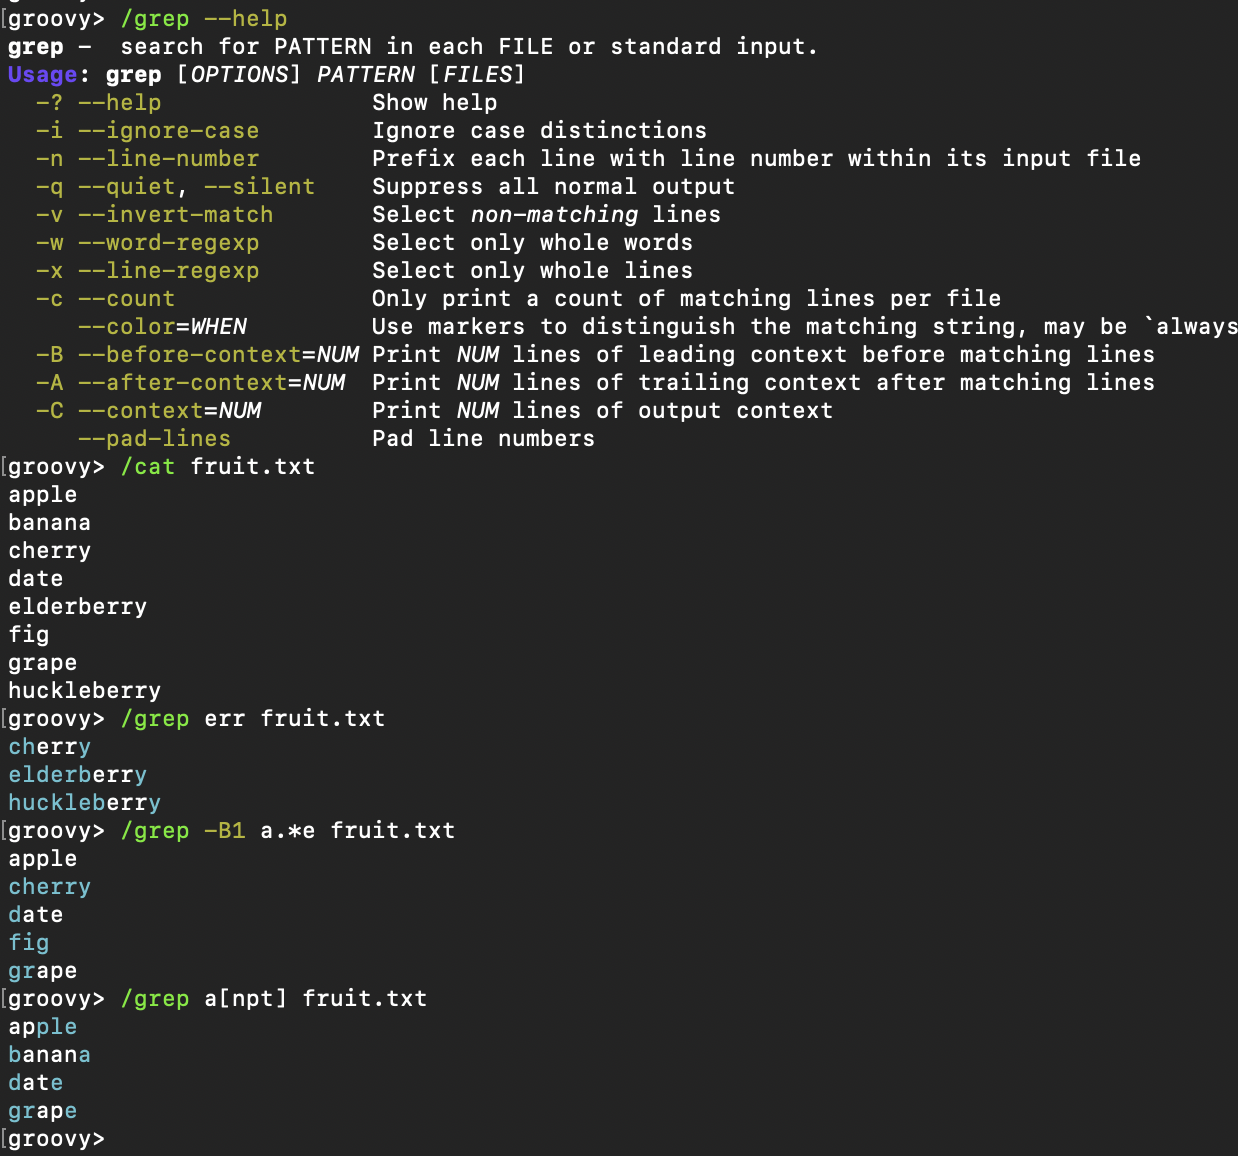 groovy> /grep --help
grep -  search for PATTERN in each FILE or standard input.
Usage: grep [OPTIONS] PATTERN [FILES]
  -? --help               Show help
  -i --ignore-case        Ignore case distinctions
  -n --line-number        Prefix each line with line number within its input file
  -q --quiet, --silent    Suppress all normal output
  -v --invert-match       Select non-matching lines
  -w --word-regexp        Select only whole words
  -x --line-regexp        Select only whole lines
  -c --count              Only print a count of matching lines per file
     --color=WHEN         Use markers to distinguish the matching string, may be `always
  -B --before-context=NUM Print NUM lines of leading context before matching lines
  -A --after-context=NUM  Print NUM lines of trailing context after matching lines
  -C --context=NUM        Print NUM lines of output context
     --pad-lines          Pad line numbers
groovy> /cat fruit.txt
apple
banana
cherry
date
elderberry
fig
grape
huckleberry
groovy> /grep err fruit.txt
cherry
elderberry
huckleberry
groovy> /grep -B1 a.*e fruit.txt
apple
cherry
date
fig
grape
groovy> /grep a[npt] fruit.txt
apple
banana
date
grape
groovy>